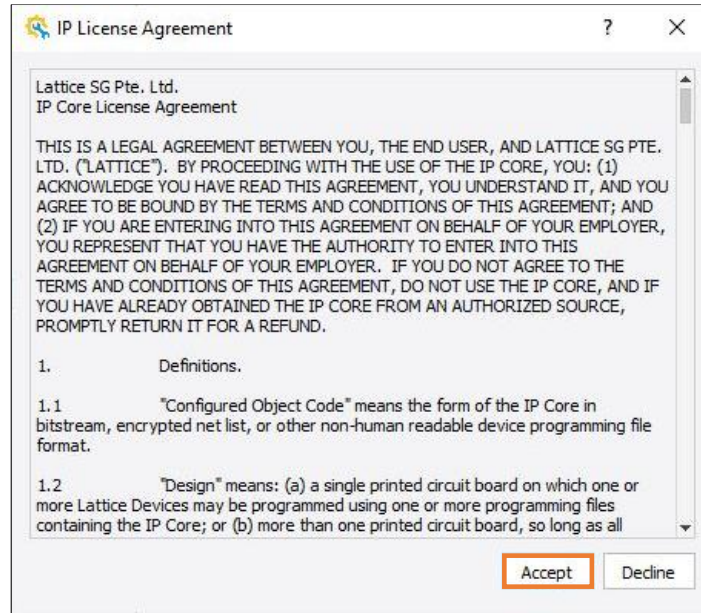 IP License Agreement
Lattice SG Pte. Ltd.
IP Core License Agreement
THIS IS A LEGAL AGREEMENT BETWEEN YOU, THE END USER, AND LATTICE SG PTE.
LTD. ("LATTICE").  BY PROCEEDING WITH THE USE OF THE IP CORE, YOU: (1)
ACKNOWLEDGE YOU HAVE READ THIS AGREEMENT, YOU UNDERSTAND IT, AND YOU
AGREE TO BE BOUND BY THE TERMS AND CONDITIONS OF THIS AGREEMENT; AND
(2) IF YOU ARE ENTERING INTO THIS AGREEMENT ON BEHALF OF YOUR EMPLOYER,
YOU REPRESENT THAT YOU HAVE THE AUTHORITY TO ENTER INTO THIS
AGREEMENT ON BEHALF OF YOUR EMPLOYER.  IF YOU DO NOT AGREE TO THE
TERMS AND CONDITIONS OF THIS AGREEMENT, DO NOT USE THE IP CORE, AND IF
YOU HAVE ALREADY OBTAINED THE IP CORE FROM AN AUTHORIZED SOURCE,
PROMPTLY RETURN IT FOR A REFUND.
1. Definitions.
1.1 "Configured Object Code" means the form of the IP Core in
bitstream, encrypted net list, or other non-human readable device programming file
format.
1.2 "Design" means: (a) a single printed circuit board on which one or
more Lattice Devices may be programmed using one or more programming files
containing the IP Core; or (b) more than one printed circuit board, so long as all
Accept Decline